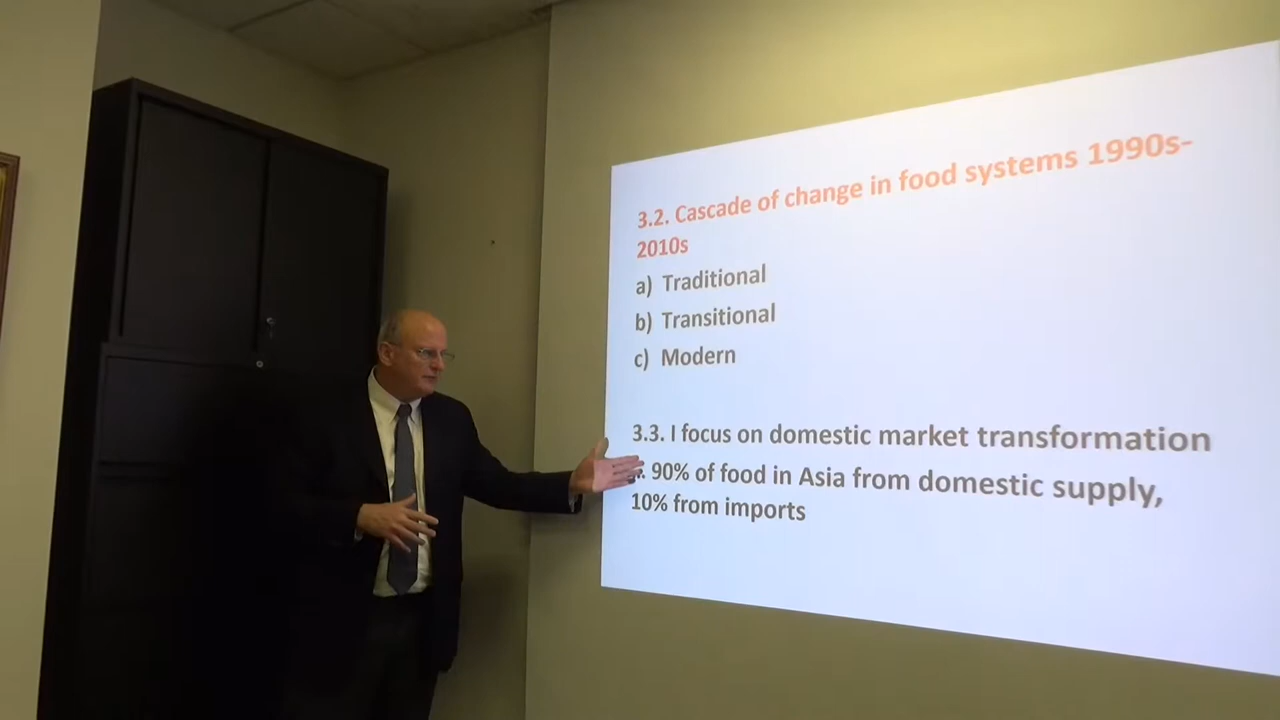 3.2. Cascade of change in food systems 1990s-
2010s
a) Traditional
b) Transitional
c) Modern
3.3. I focus on domestic market transformation
90% of food in Asia from domestic supply,
10% from imports